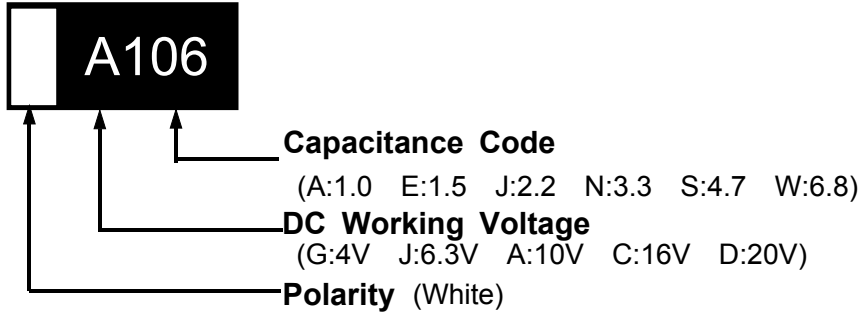 A106
Capacitance Code
(A:1.0 E:1.5 J:2.2 N:3.3 S:4.7 W:6.8)
DC Working Voltage
(G:4V J:6.3V A:10V C:16V D:20V)
Polarity (White)